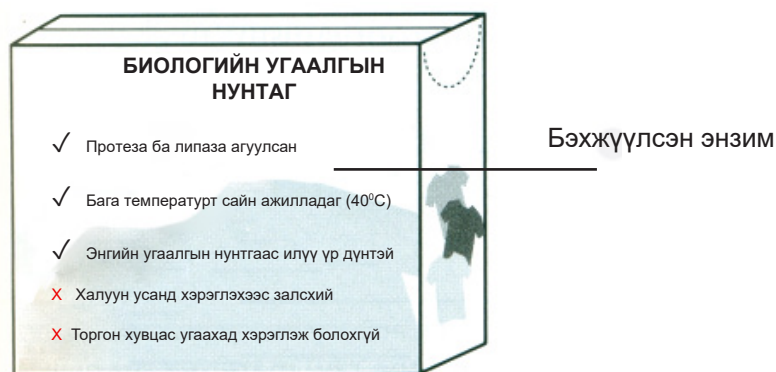 БИОЛОГИЙН УГААЛГЫН
НУНТАГ
✓ Протеза ба липаза агуулсан
Бэхжүүлсэн энзим
✓ Бага температурт сайн ажилладаг (40⁰С)
✓ Энгийн угаалгын нунтгаас илүү үр дүнтэй
X Халуун усанд хэрэглэхээс залсхий
X Торгон хувцас угаахад хэрэглэж болохгүй